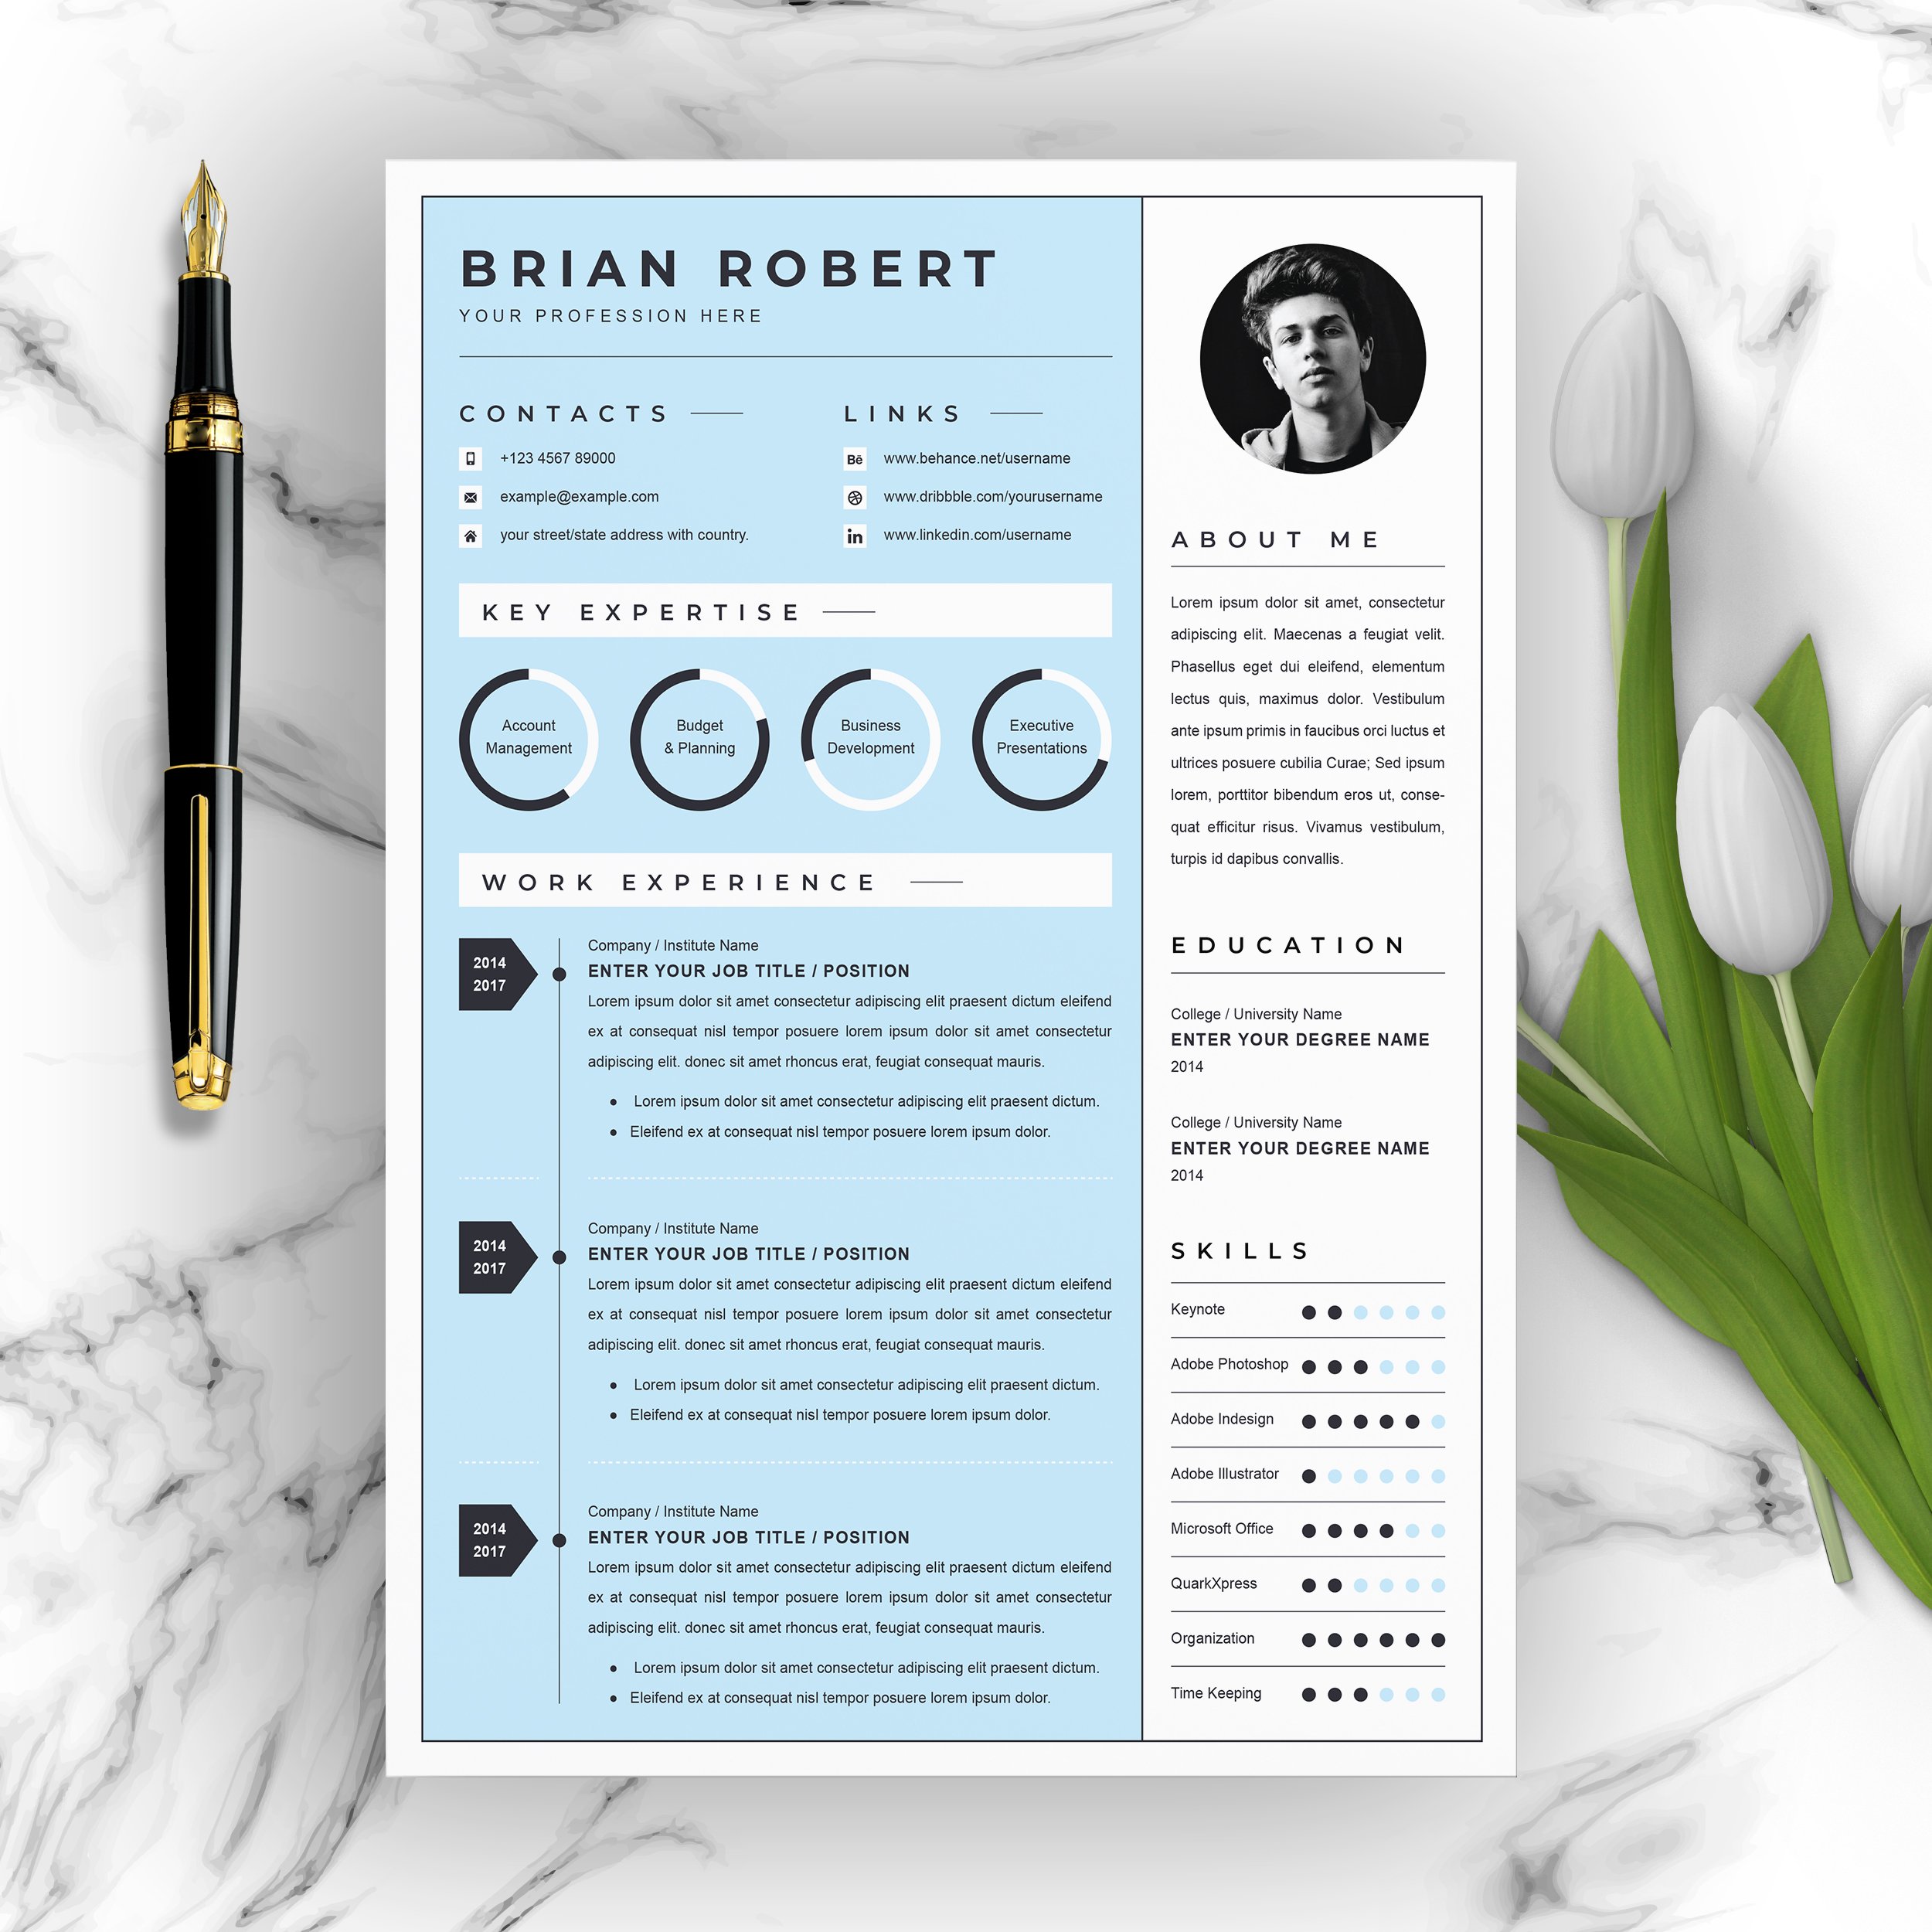 BRIAN ROBERT
YOUR PROFESSION HERE
CONTACTS
+123 4567 89000
example@example.com
your street/state address with country.
LINKS
Bē www.behance.net/username
www.dribbble.com/yourusername
in www.linkedin.com/username
KEY EXPERTISE
Account
Management
Budget
& Planning
Business
Development
Executive
Presentations
WORK EXPERIENCE
2014
2017
Company / Institute Name
ENTER YOUR JOB TITLE / POSITION
Lorem ipsum dolor sit amet consectetur adipiscing elit praesent dictum eleifend
ex at consequat nisl tempor posuere lorem ipsum dolor sit amet consectetur
adipiscing elit. donec sit amet rhoncus erat, feugiat consequat mauris.
• Lorem ipsum dolor sit amet consectetur adipiscing elit praesent dictum.
• Eleifend ex at consequat nisl tempor posuere lorem ipsum dolor.
2014
2017
Company / Institute Name
ENTER YOUR JOB TITLE / POSITION
Lorem ipsum dolor sit amet consectetur adipiscing elit praesent dictum eleifend
ex at consequat nisl tempor posuere lorem ipsum dolor sit amet consectetur
adipiscing elit. donec sit amet rhoncus erat, feugiat consequat mauris.
• Lorem ipsum dolor sit amet consectetur adipiscing elit praesent dictum.
• Eleifend ex at consequat nisl tempor posuere lorem ipsum dolor.
2014
2017
Company / Institute Name
ENTER YOUR JOB TITLE / POSITION
Lorem ipsum dolor sit amet consectetur adipiscing elit praesent dictum eleifend
ex at consequat nisl tempor posuere lorem ipsum dolor sit amet consectetur
adipiscing elit. donec sit amet rhoncus erat, feugiat consequat mauris.
• Lorem ipsum dolor sit amet consectetur adipiscing elit praesent dictum.
• Eleifend ex at consequat nisl tempor posuere lorem ipsum dolor.
ABOUT ME
Lorem ipsum dolor sit amet, consectetur
adipiscing elit. Maecenas a feugiat velit.
Phasellus eget dui eleifend, elementum
lectus quis, maximus dolor. Vestibulum
ante ipsum primis in faucibus orci luctus et
ultrices posuere cubilia Curae; Sed ipsum
lorem, porttitor bibendum eros ut, conse-
quat efficitur risus. Vivamus vestibulum,
turpis id dapibus convallis.
EDUCATION
College / University Name
ENTER YOUR DEGREE NAME
2014
College / University Name
ENTER YOUR DEGREE NAME
2014
SKILLS
Keynote
Adobe Photoshop
Adobe Indesign
Adobe Illustrator
Microsoft Office
QuarkXpress
Organization
Time Keeping